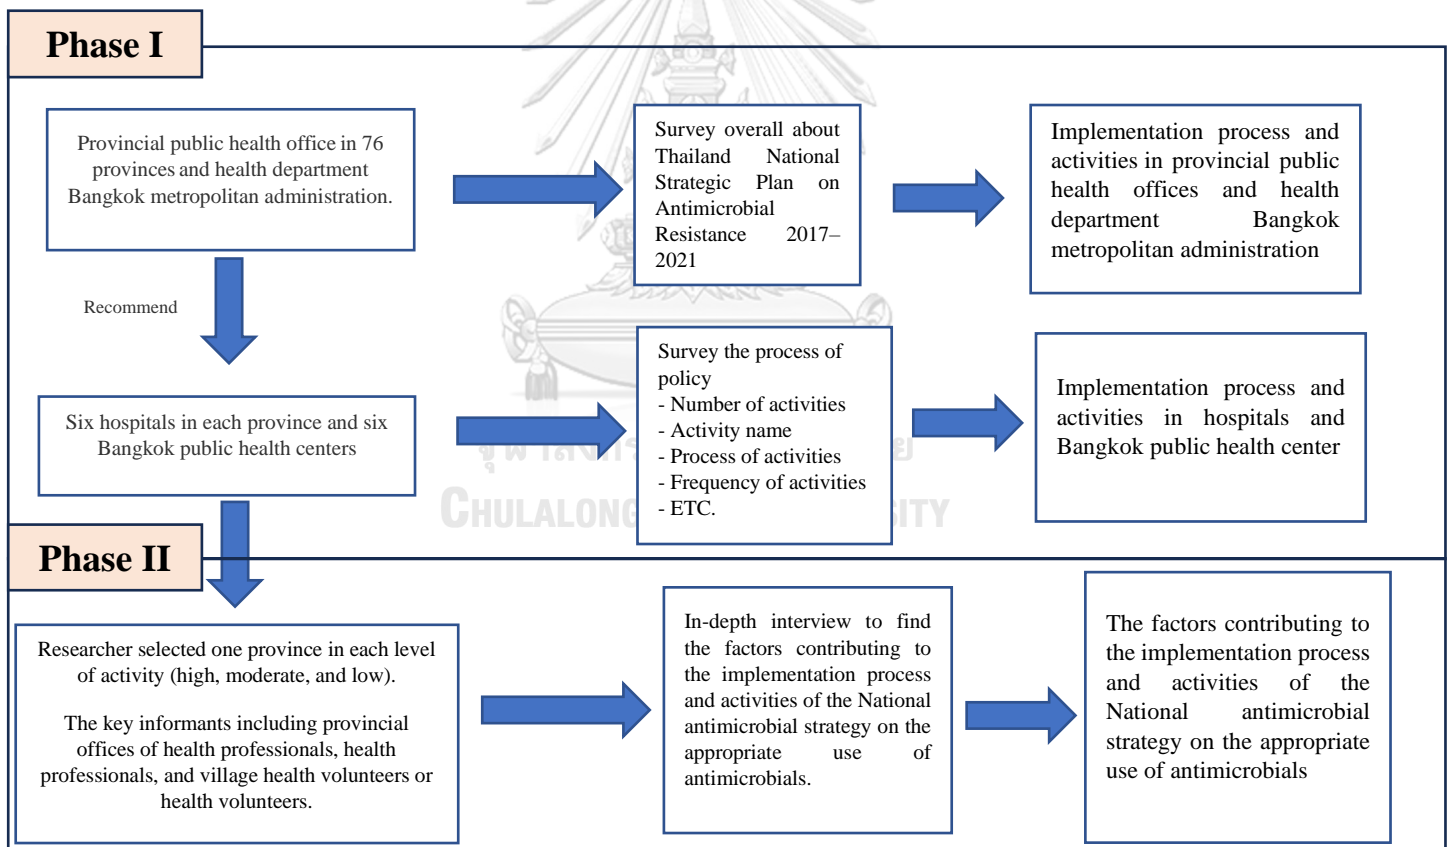 Phase I
Provincial public health office in 76
provinces and health department
Bangkok metropolitan administration.
Survey overall about
Thailand National
Strategic Plan on
Antimicrobial
Resistance 2017–
2021
Implementation process and
activities in provincial public
health offices and health
department Bangkok
metropolitan administration
Recommend
Six hospitals in each province and six
Bangkok public health centers
Survey the process of
policy
- Number of activities
- Activity name
- Process of activities
- Frequency of activities
- ETC.
Implementation process and
activities in hospitals and
Bangkok public health center
Phase II
Researcher selected one province in each level
of activity (high, moderate, and low).
The key informants including provincial
offices of health professionals, health
professionals, and village health volunteers or
health volunteers.
In-depth interview to find
the factors contributing to
the implementation process
and activities of the National
antimicrobial strategy on the
appropriate use of
antimicrobials.
The factors contributing to
the implementation process
and activities of the
National antimicrobial
strategy on the appropriate
use of antimicrobials